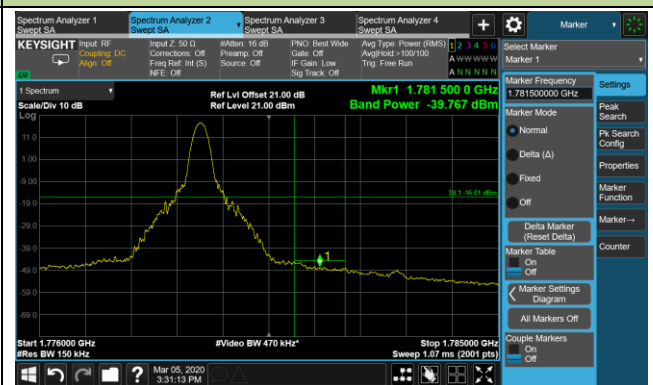 Spectrum Analyzer 1
Swept SA
Spectrum Analyzer 2
Swept SA
Spectrum Analyzer 3
Swept SA
Spectrum Analyzer 4
Swept SA
+
Marker
KEYSIGHT
Input: RF
Coupling: DC
Align: Off
Input Z: 50 Ω
Corrections: Off
Freq Ref: Int (S)
NFE: Off
#Atten: 16 dB
Preamp: Off
Source: Off
PNO: Best Wide
Gate: Off
IF Gain: Low
Sig Track: Off
Avg Type: Power (RMS)
Avg|Hold:>100/100
Trig: Free Run
1 2 3 4 5 6
A W W W W W
A N N N N N
Select Marker
Marker 1
LXI
1 Spectrum
Scale/Div 10 dB
Log
Ref Lvl Offset 21.00 dB
Ref Level 21.00 dBm
Mkr1 1.781 500 0 GHz
Band Power -39.767 dBm
11.0
1.00
-9.00
-19.0
-29.0
-39.0
-49.0
-59.0
-69.0
DL1 -16.01 dBm
1
Start 1.776000 GHz
#Res BW 150 kHz
#Video BW 470 kHz*
Stop 1.785000 GHz
Sweep 1.07 ms (2001 pts)
Marker Frequency
1.781500000 GHz
Marker Mode
Normal
Delta (Δ)
Fixed
Off
Delta Marker
(Reset Delta)
Marker Table
On
Off
Marker Settings
Diagram
All Markers Off
Couple Markers
On
Off
Settings
Peak
Search
Pk Search
Config
Properties
Marker
Function
Marker→
Counter
?
Mar 05, 2020
3:31:13 PM